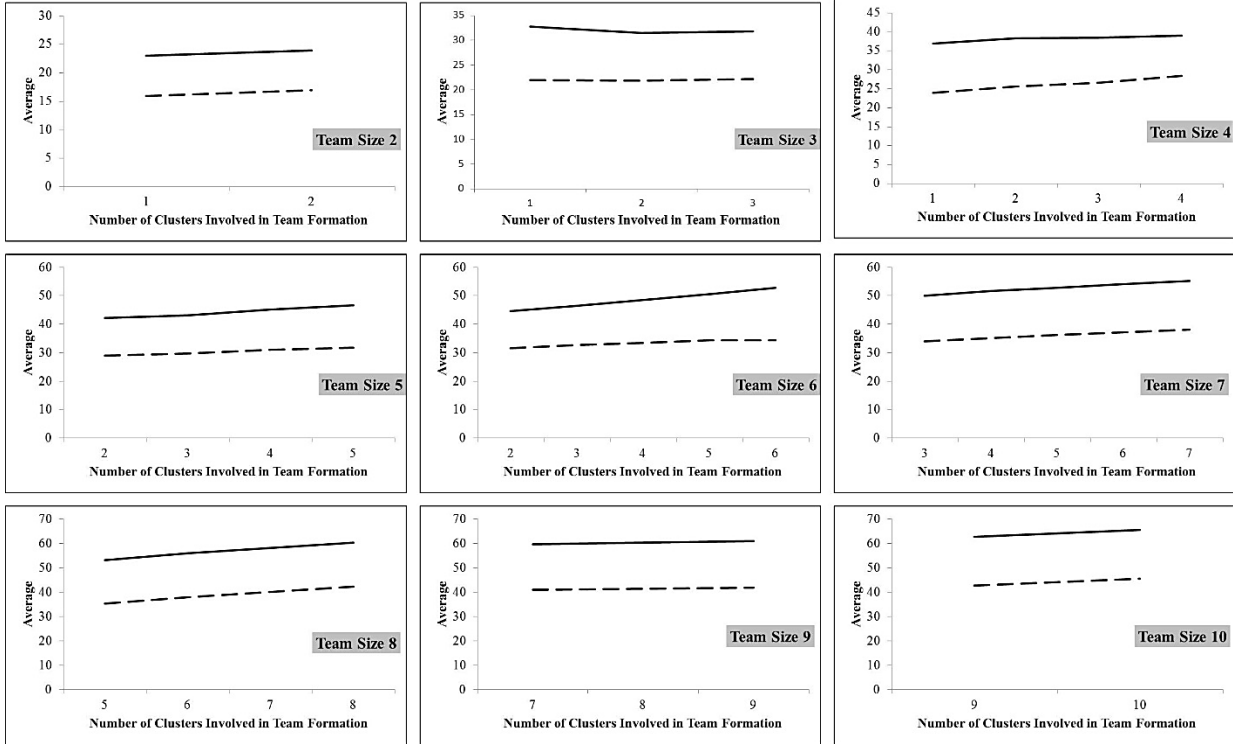 30
25
20
15
10
5
0
Average
Team Size 2
1 2
Number of Clusters Involved in Team Formation
35
30
25
20
15
10
5
0
Average
Team Size 3
1 2 3
Number of Clusters Involved in Team Formation
45
40
35
30
25
20
15
10
5
0
Average
Team Size 4
1 2 3 4
Number of Clusters Involved in Team Formation
60
50
40
30
20
10
0
Average
Team Size 5
2 3 4 5
Number of Clusters Involved in Team Formation
60
50
40
30
20
10
0
Average
Team Size 6
2 3 4 5 6
Number of Clusters Involved in Team Formation
60
50
40
30
20
10
0
Average
Team Size 7
3 4 5 6 7
Number of Clusters Involved in Team Formation
70
60
50
40
30
20
10
0
Average
Team Size 8
5 6 7 8
Number of Clusters Involved in Team Formation
70
60
50
40
30
20
10
0
Average
Team Size 9
7 8 9
Number of Clusters Involved in Team Formation
70
60
50
40
30
20
10
0
Average
Team Size 10
9 10
Number of Clusters Involved in Team Formation